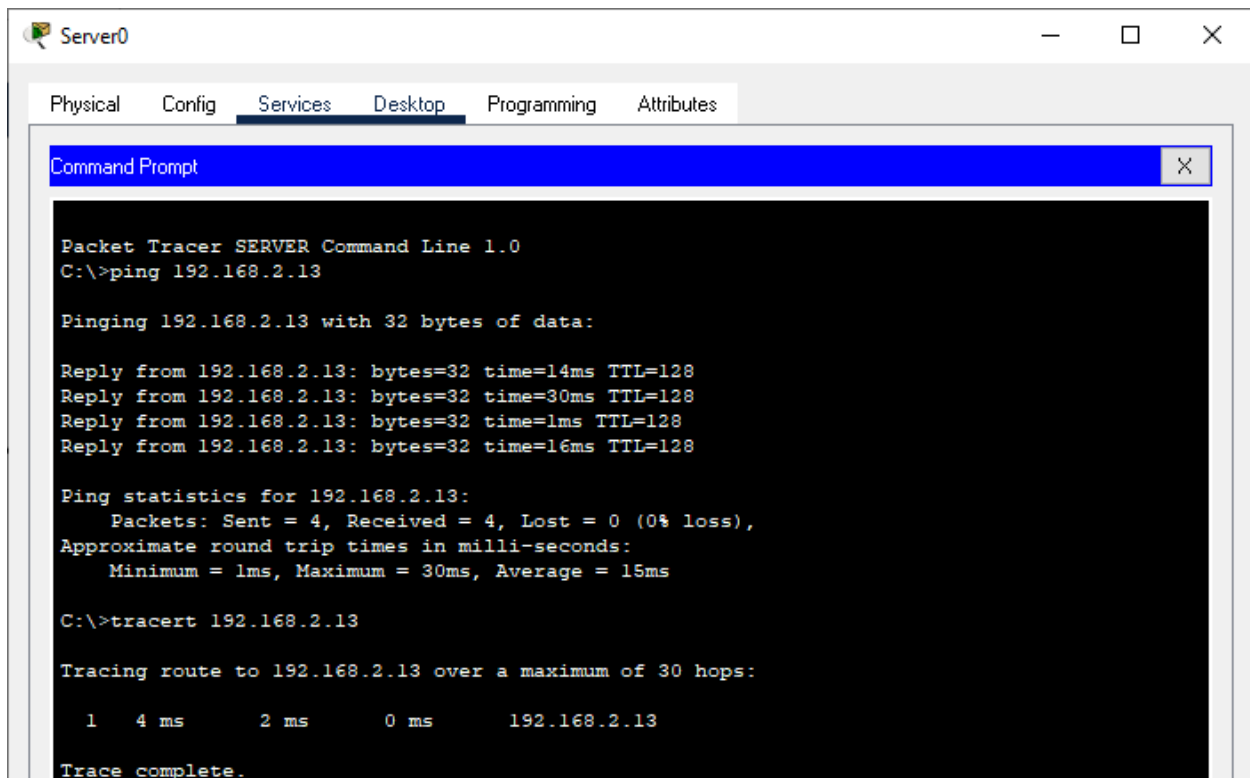 Server0
Physical Config Services Desktop Programming Attributes
Command Prompt
X
Packet Tracer SERVER Command Line 1.0
C:\>ping 192.168.2.13
Pinging 192.168.2.13 with 32 bytes of data:
Reply from 192.168.2.13: bytes=32 time=14ms TTL=128
Reply from 192.168.2.13: bytes=32 time=30ms TTL=128
Reply from 192.168.2.13: bytes=32 time=1ms TTL=128
Reply from 192.168.2.13: bytes=32 time=16ms TTL=128
Ping statistics for 192.168.2.13:
    Packets: Sent = 4, Received = 4, Lost = 0 (0% loss),
Approximate round trip times in milli-seconds:
    Minimum = 1ms, Maximum = 30ms, Average = 15ms
C:\>tracert 192.168.2.13
Tracing route to 192.168.2.13 over a maximum of 30 hops:
  1   4 ms      2 ms      0 ms      192.168.2.13
Trace complete.